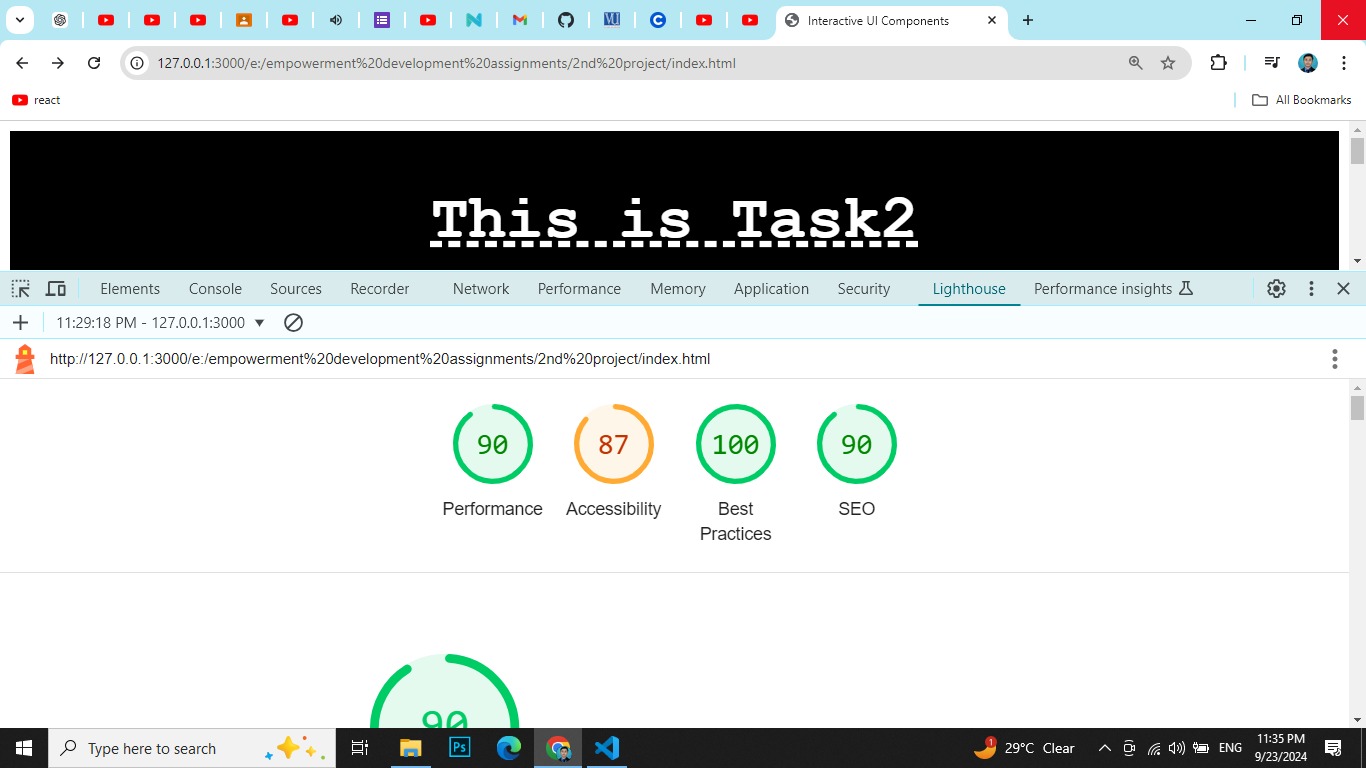 Interactive UI Components
127.0.0.1:3000/e:/empowerment%20development%20assignments/2nd%20project/index.html
react
All Bookmarks
This is Task2
Elements Console Sources Recorder Network Performance Memory Application Security Lighthouse Performance insights
11:29:18 PM - 127.0.0.1:3000
http://127.0.0.1:3000/e:/empowerment%20development%20assignments/2nd%20project/index.html
90 87 100 90
Performance Accessibility Best Practices SEO
90
Type here to search
Ps
1
29°C Clear
ENG
11:35 PM
9/23/2024